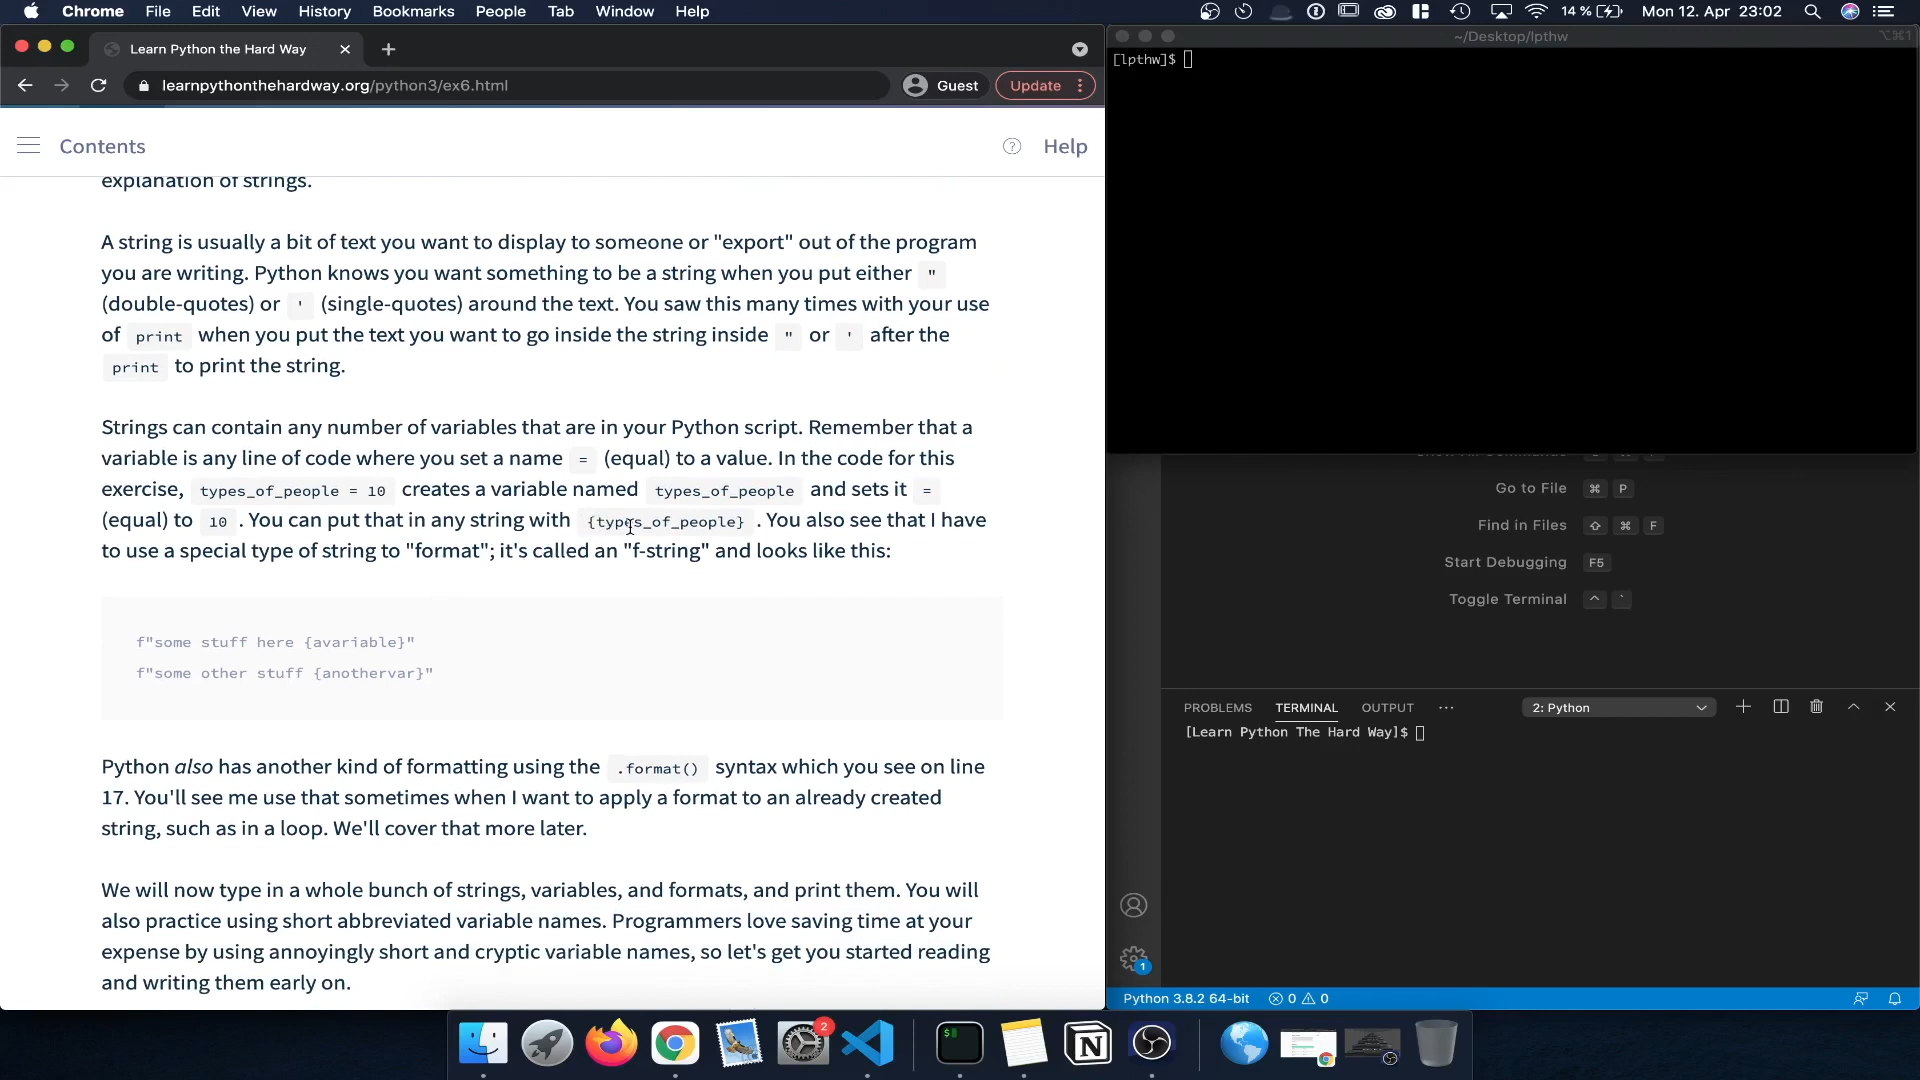 Chrome File Edit View History Bookmarks People Tab Window Help 14 % Mon 12. Apr 23:02
Learn Python the Hard Way
learnpythonthehardway.org/python3/ex6.html Guest Update
Contents Help
explanation of strings.
A string is usually a bit of text you want to display to someone or "export" out of the program
you are writing. Python knows you want something to be a string when you put either "
(double-quotes) or ' (single-quotes) around the text. You saw this many times with your use
of print when you put the text you want to go inside the string inside " or ' after the
print to print the string.
Strings can contain any number of variables that are in your Python script. Remember that a
variable is any line of code where you set a name = (equal) to a value. In the code for this
exercise, types_of_people = 10 creates a variable named types_of_people and sets it =
(equal) to 10 . You can put that in any string with {types_of_people} . You also see that I have
to use a special type of string to "format"; it's called an "f-string" and looks like this:
f"some stuff here {avariable}"
f"some other stuff {anothervar}"
Python also has another kind of formatting using the .format() syntax which you see on line
17. You'll see me use that sometimes when I want to apply a format to an already created
string, such as in a loop. We'll cover that more later.
We will now type in a whole bunch of strings, variables, and formats, and print them. You will
also practice using short abbreviated variable names. Programmers love saving time at your
expense by using annoyingly short and cryptic variable names, so let's get you started reading
and writing them early on.
~/Desktop/lpthw ⌥⌘1
[lpthw]$
Go to File ⌘ P
Find in Files ⇧ ⌘ F
Start Debugging F5
Toggle Terminal ^ `
PROBLEMS TERMINAL OUTPUT ··· 2: Python
[Learn Python The Hard Way]$
1
Python 3.8.2 64-bit 0 0
2